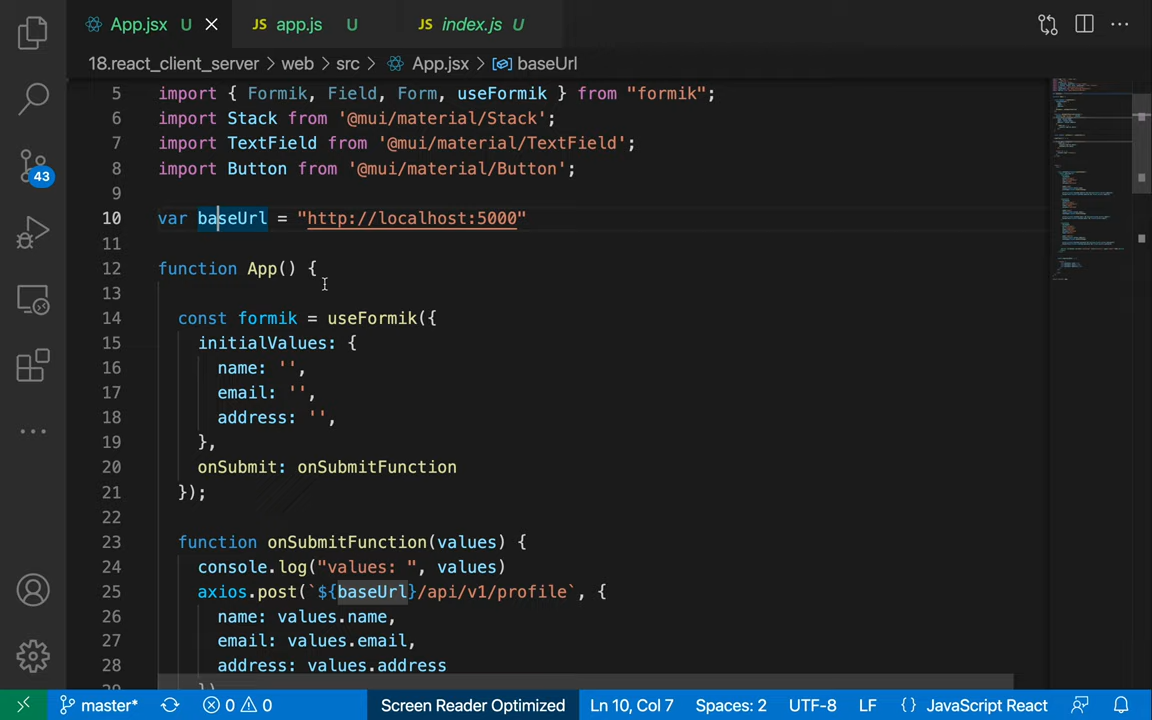 App.jsx U JS app.js U JS index.js U
18.react_client_server > web > src > App.jsx > baseUrl
5 import { Formik, Field, Form, useFormik } from "formik";
6 import Stack from '@mui/material/Stack';
7 import TextField from '@mui/material/TextField';
8 import Button from '@mui/material/Button';
9
10 var baseUrl = "http://localhost:5000"
11
12 function App() {
13
14 const formik = useFormik({
15 initialValues: {
16 name: '',
17 email: '',
18 address: '',
19 },
20 onSubmit: onSubmitFunction
21 });
22
23 function onSubmitFunction(values) {
24 console.log("values: ", values)
25 axios.post(`${baseUrl}/api/v1/profile`, {
26 name: values.name,
27 email: values.email,
28 address: values.address
43
master* 0 0 Screen Reader Optimized Ln 10, Col 7 Spaces: 2 UTF-8 LF {} JavaScript React